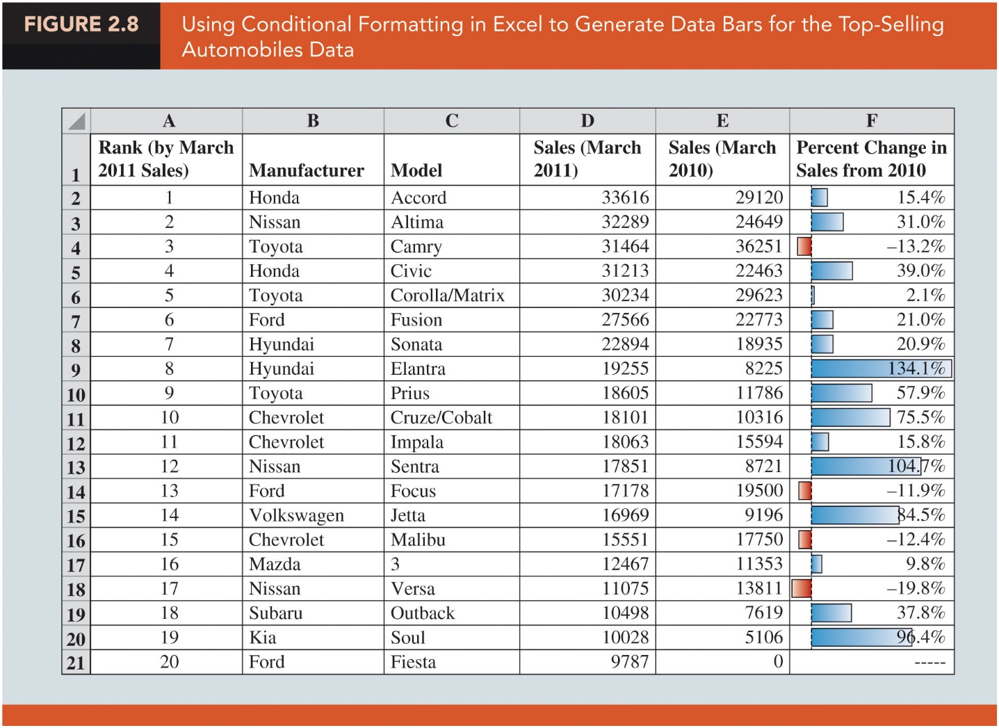 FIGURE 2.8
Using Conditional Formatting in Excel to Generate Data Bars for the Top-Selling
Automobiles Data
A B C D E F
1 Rank (by March 2011 Sales) Manufacturer Model Sales (March 2011) Sales (March 2010) Percent Change in Sales from 2010
2 1 Honda Accord 33616 29120 15.4%
3 2 Nissan Altima 32289 24649 31.0%
4 3 Toyota Camry 31464 36251 –13.2%
5 4 Honda Civic 31213 22463 39.0%
6 5 Toyota Corolla/Matrix 30234 29623 2.1%
7 6 Ford Fusion 27566 22773 21.0%
8 7 Hyundai Sonata 22894 18935 20.9%
9 8 Hyundai Elantra 19255 8225 134.1%
10 9 Toyota Prius 18605 11786 57.9%
11 10 Chevrolet Cruze/Cobalt 18101 10316 75.5%
12 11 Chevrolet Impala 18063 15594 15.8%
13 12 Nissan Sentra 17851 8721 104.7%
14 13 Ford Focus 17178 19500 –11.9%
15 14 Volkswagen Jetta 16969 9196 84.5%
16 15 Chevrolet Malibu 15551 17750 –12.4%
17 16 Mazda 3 12467 11353 9.8%
18 17 Nissan Versa 11075 13811 –19.8%
19 18 Subaru Outback 10498 7619 37.8%
20 19 Kia Soul 10028 5106 96.4%
21 20 Ford Fiesta 9787 0 -----